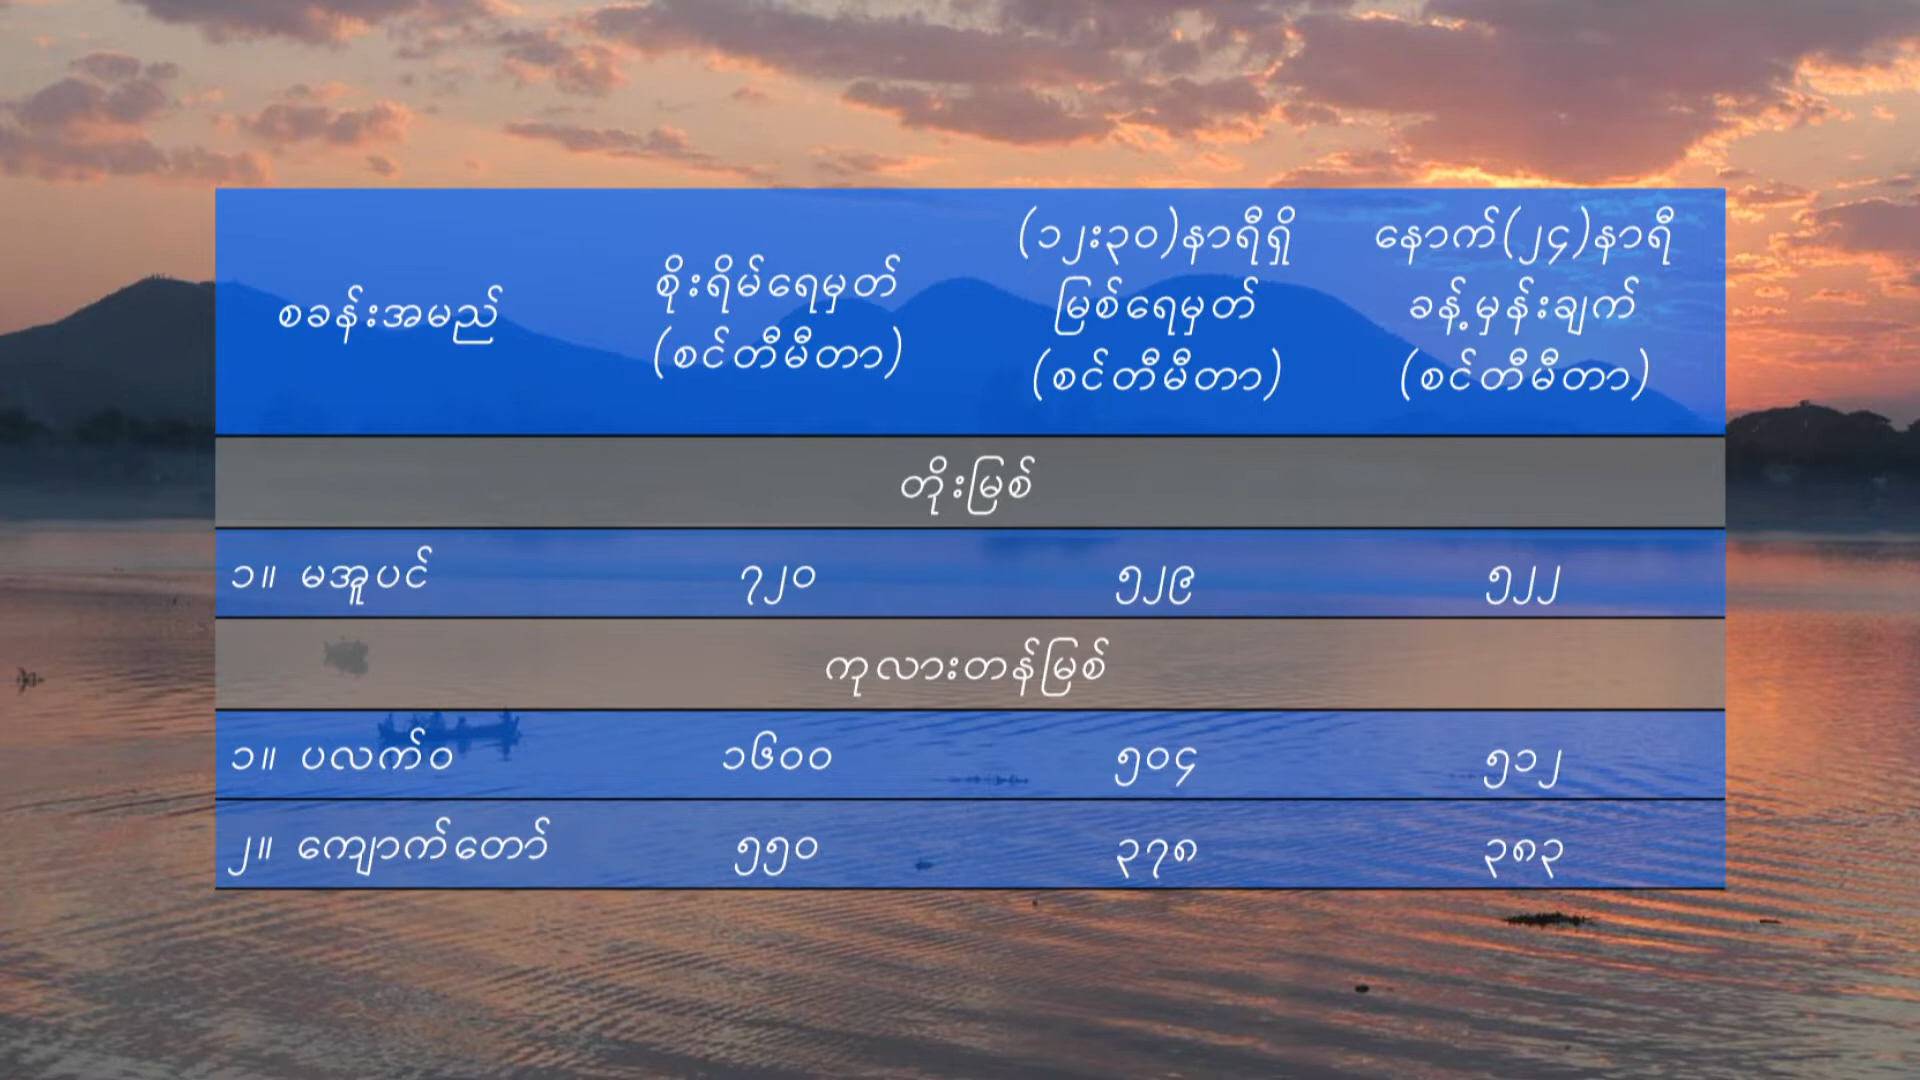 စခန်းအမည်
စိုးရိမ်ရေမှတ်
(စင်တီမီတာ)
(၁၂း၃၀)နာရီရှိ
မြစ်ရေမှတ်
(စင်တီမီတာ)
နောက်(၂၄)နာရီ
ခန့်မှန်းချက်
(စင်တီမီတာ)
တိုးမြစ်
၁။ မအူပင် ၇၂၀ ၅၂၉ ၅၂၂
ကုလားတန်မြစ်
၁။ ပလက်ဝ ၁၆၀၀ ၅၀၄ ၅၁၂
၂။ ကျောက်တော် ၅၅၀ ၃၇၈ ၃၈၃